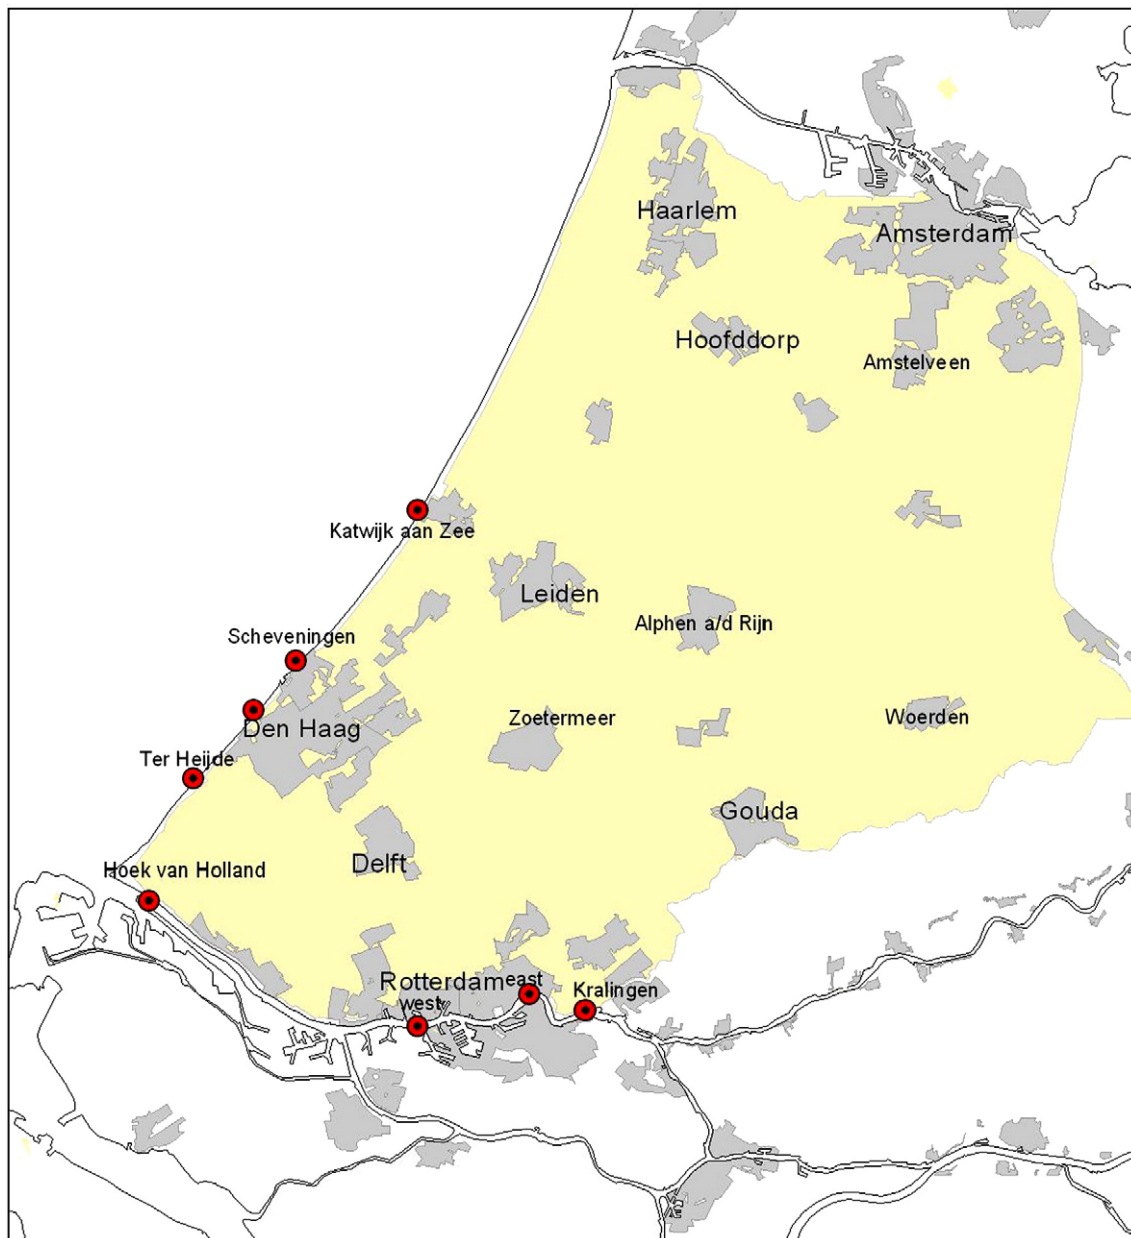 Haarlem
Amsterdam
Hoofddorp
Amstelveen
Katwijk aan Zee
Leiden
Alphen a/d Rijn
Scheveningen
Zoetermeer
Woerden
Den Haag
Ter Heijde
Gouda
Delft
Hoek van Holland
Rotterdam east
Kralingen
west